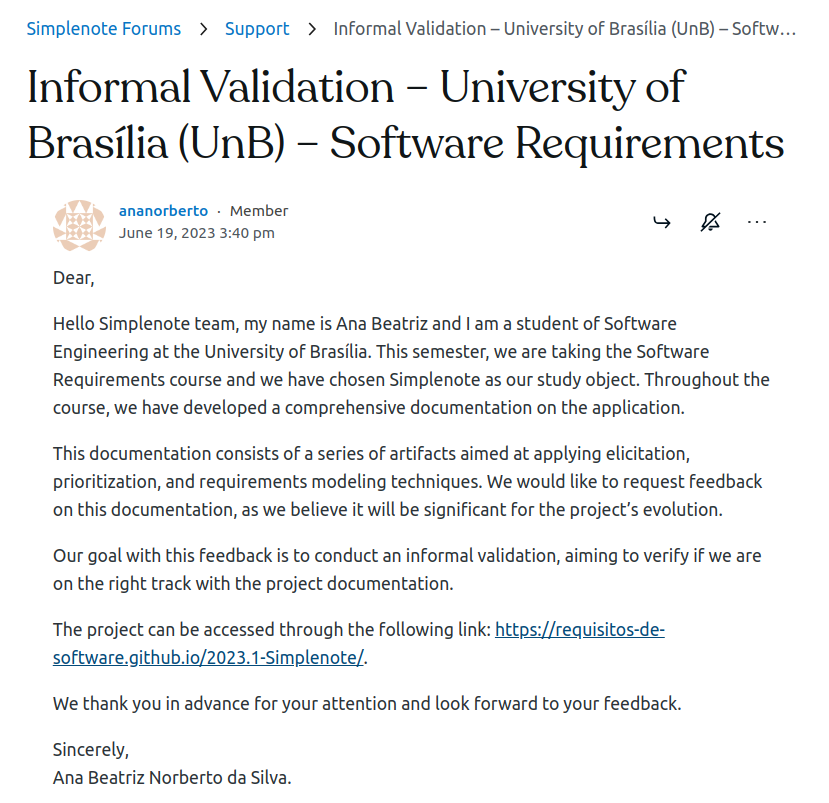 Simplenote Forums > Support > Informal Validation – University of Brasília (UnB) – Softw...
Informal Validation – University of
Brasília (UnB) – Software Requirements
ananorberto · Member
June 19, 2023 3:40 pm
Dear,
Hello Simplenote team, my name is Ana Beatriz and I am a student of Software
Engineering at the University of Brasília. This semester, we are taking the Software
Requirements course and we have chosen Simplenote as our study object. Throughout the
course, we have developed a comprehensive documentation on the application.
This documentation consists of a series of artifacts aimed at applying elicitation,
prioritization, and requirements modeling techniques. We would like to request feedback
on this documentation, as we believe it will be significant for the project’s evolution.
Our goal with this feedback is to conduct an informal validation, aiming to verify if we are
on the right track with the project documentation.
The project can be accessed through the following link: https://requisitos-de-
software.github.io/2023.1-Simplenote/.
We thank you in advance for your attention and look forward to your feedback.
Sincerely,
Ana Beatriz Norberto da Silva.